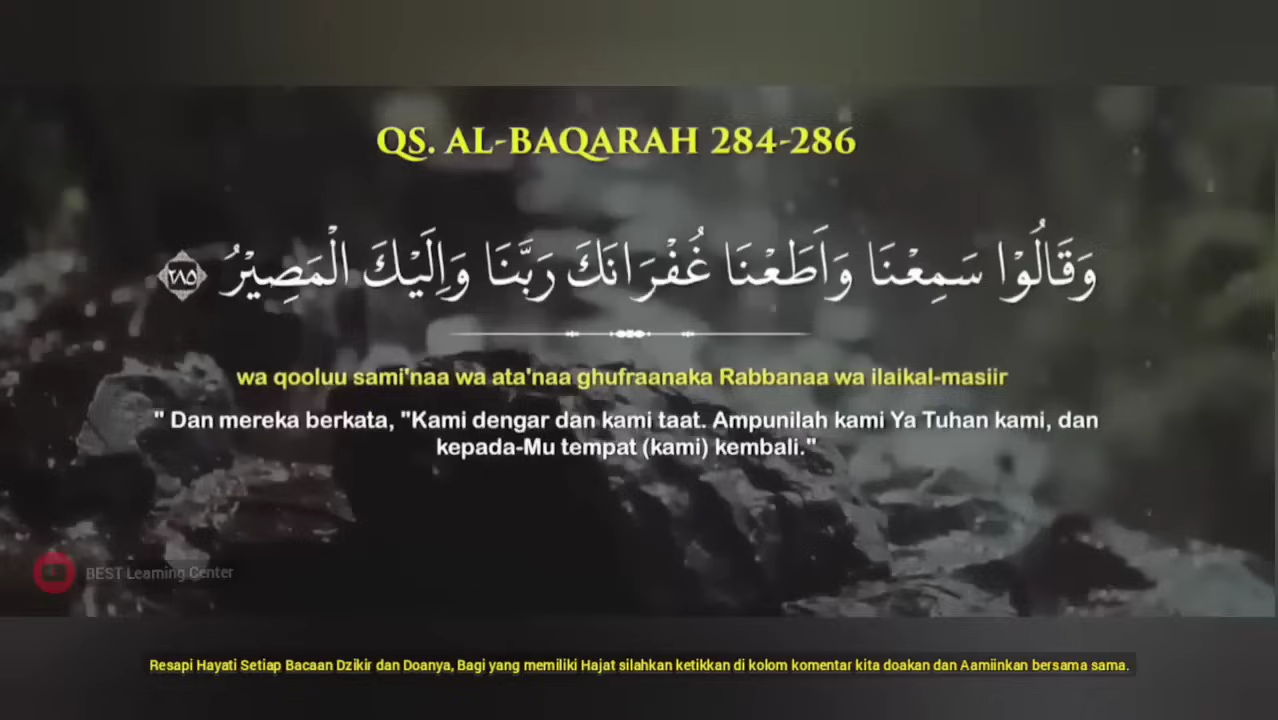 QS. AL-BAQARAH 284-286
وَقَالُوْا سَمِعْنَا وَاَطَعْنَا غُفْرَانَكَ رَبَّنَا وَاِلَيْكَ الْمَصِيْرُ ٢٨٥
wa qooluu sami'naa wa ata'naa ghufraanaka Rabbanaa wa ilaikal-masiir
" Dan mereka berkata, "Kami dengar dan kami taat. Ampunilah kami Ya Tuhan kami, dan
kepada-Mu tempat (kami) kembali."
BEST Learning Center
Resapi Hayati Setiap Bacaan Dzikir dan Doanya, Bagi yang memiliki Hajat silahkan ketikkan di kolom komentar kita doakan dan Aamiinkan bersama sama.